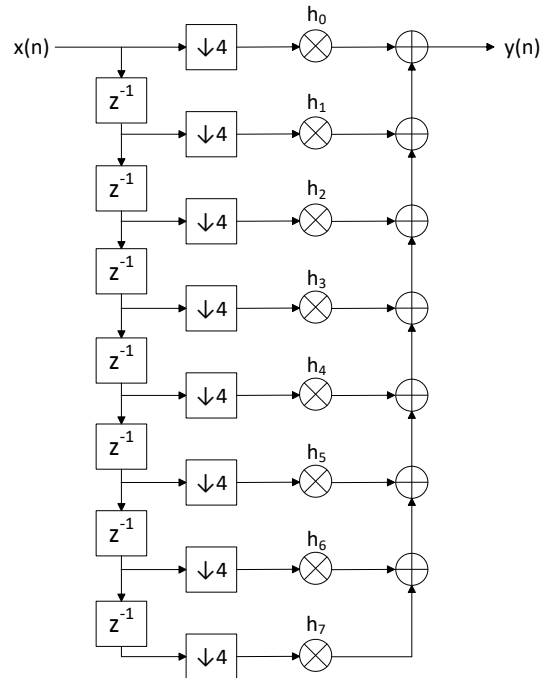 h₀
x(n) ↓4 y(n)
z⁻¹
h₁
↓4
z⁻¹
h₂
↓4
z⁻¹
h₃
↓4
z⁻¹
h₄
↓4
z⁻¹
h₅
↓4
z⁻¹
h₆
↓4
z⁻¹
h₇
↓4